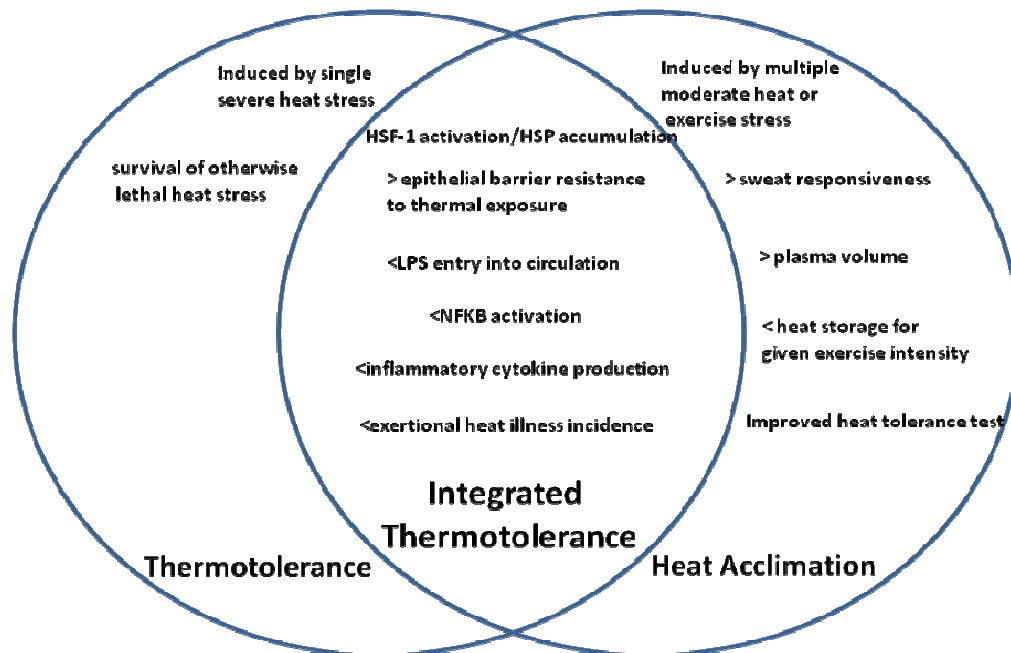 Induced by single
severe heat stress
survival of otherwise
lethal heat stress
Thermotolerance
HSF-1 activation/HSP accumulation
>epithelial barrier resistance
to thermal exposure
<LPS entry into circulation
<NFKB activation
<inflammatory cytokine production
<exertional heat illness incidence
Integrated
Thermotolerance
Induced by multiple
moderate heat or
exercise stress
>sweat responsiveness
>plasma volume
<heat storage for
given exercise intensity
Improved heat tolerance test
Heat Acclimation